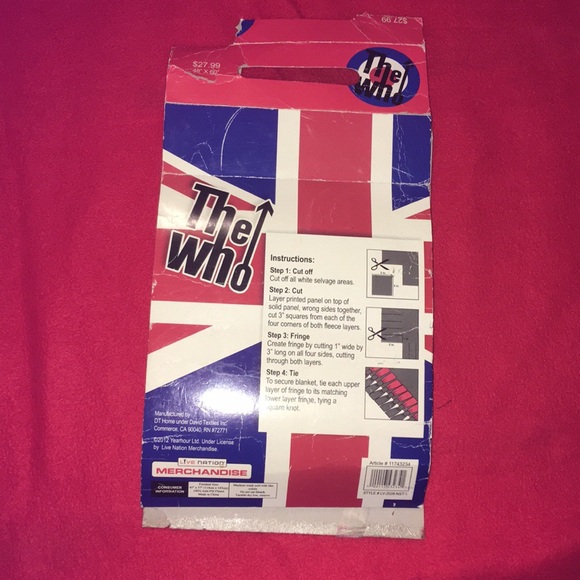 $27.99
$27.99
48" X 60"
The
Who
The
Who
Instructions:
Step 1: Cut off
Cut off all white selvage areas.
Step 2: Cut
Layer printed panel on top of
solid panel, wrong sides together,
cut 3" squares from each of the
four corners of both fleece layers.
Step 3: Fringe
Create fringe by cutting 1" wide by
3" long on all four sides, cutting
through both layers.
Step 4: Tie
To secure blanket, tie each upper
layer of fringe to its matching
lower layer fringe, tying a
square knot.
Manufactured by
DT Home under David Textiles Inc.
Commerce, CA 90040, RN #72771
©2012 Yearhour Ltd. Under License
by Live Nation Merchandise.
LIVE NATION
MERCHANDISE
CONSUMER
INFORMATION
Made in China
Article # 11743234